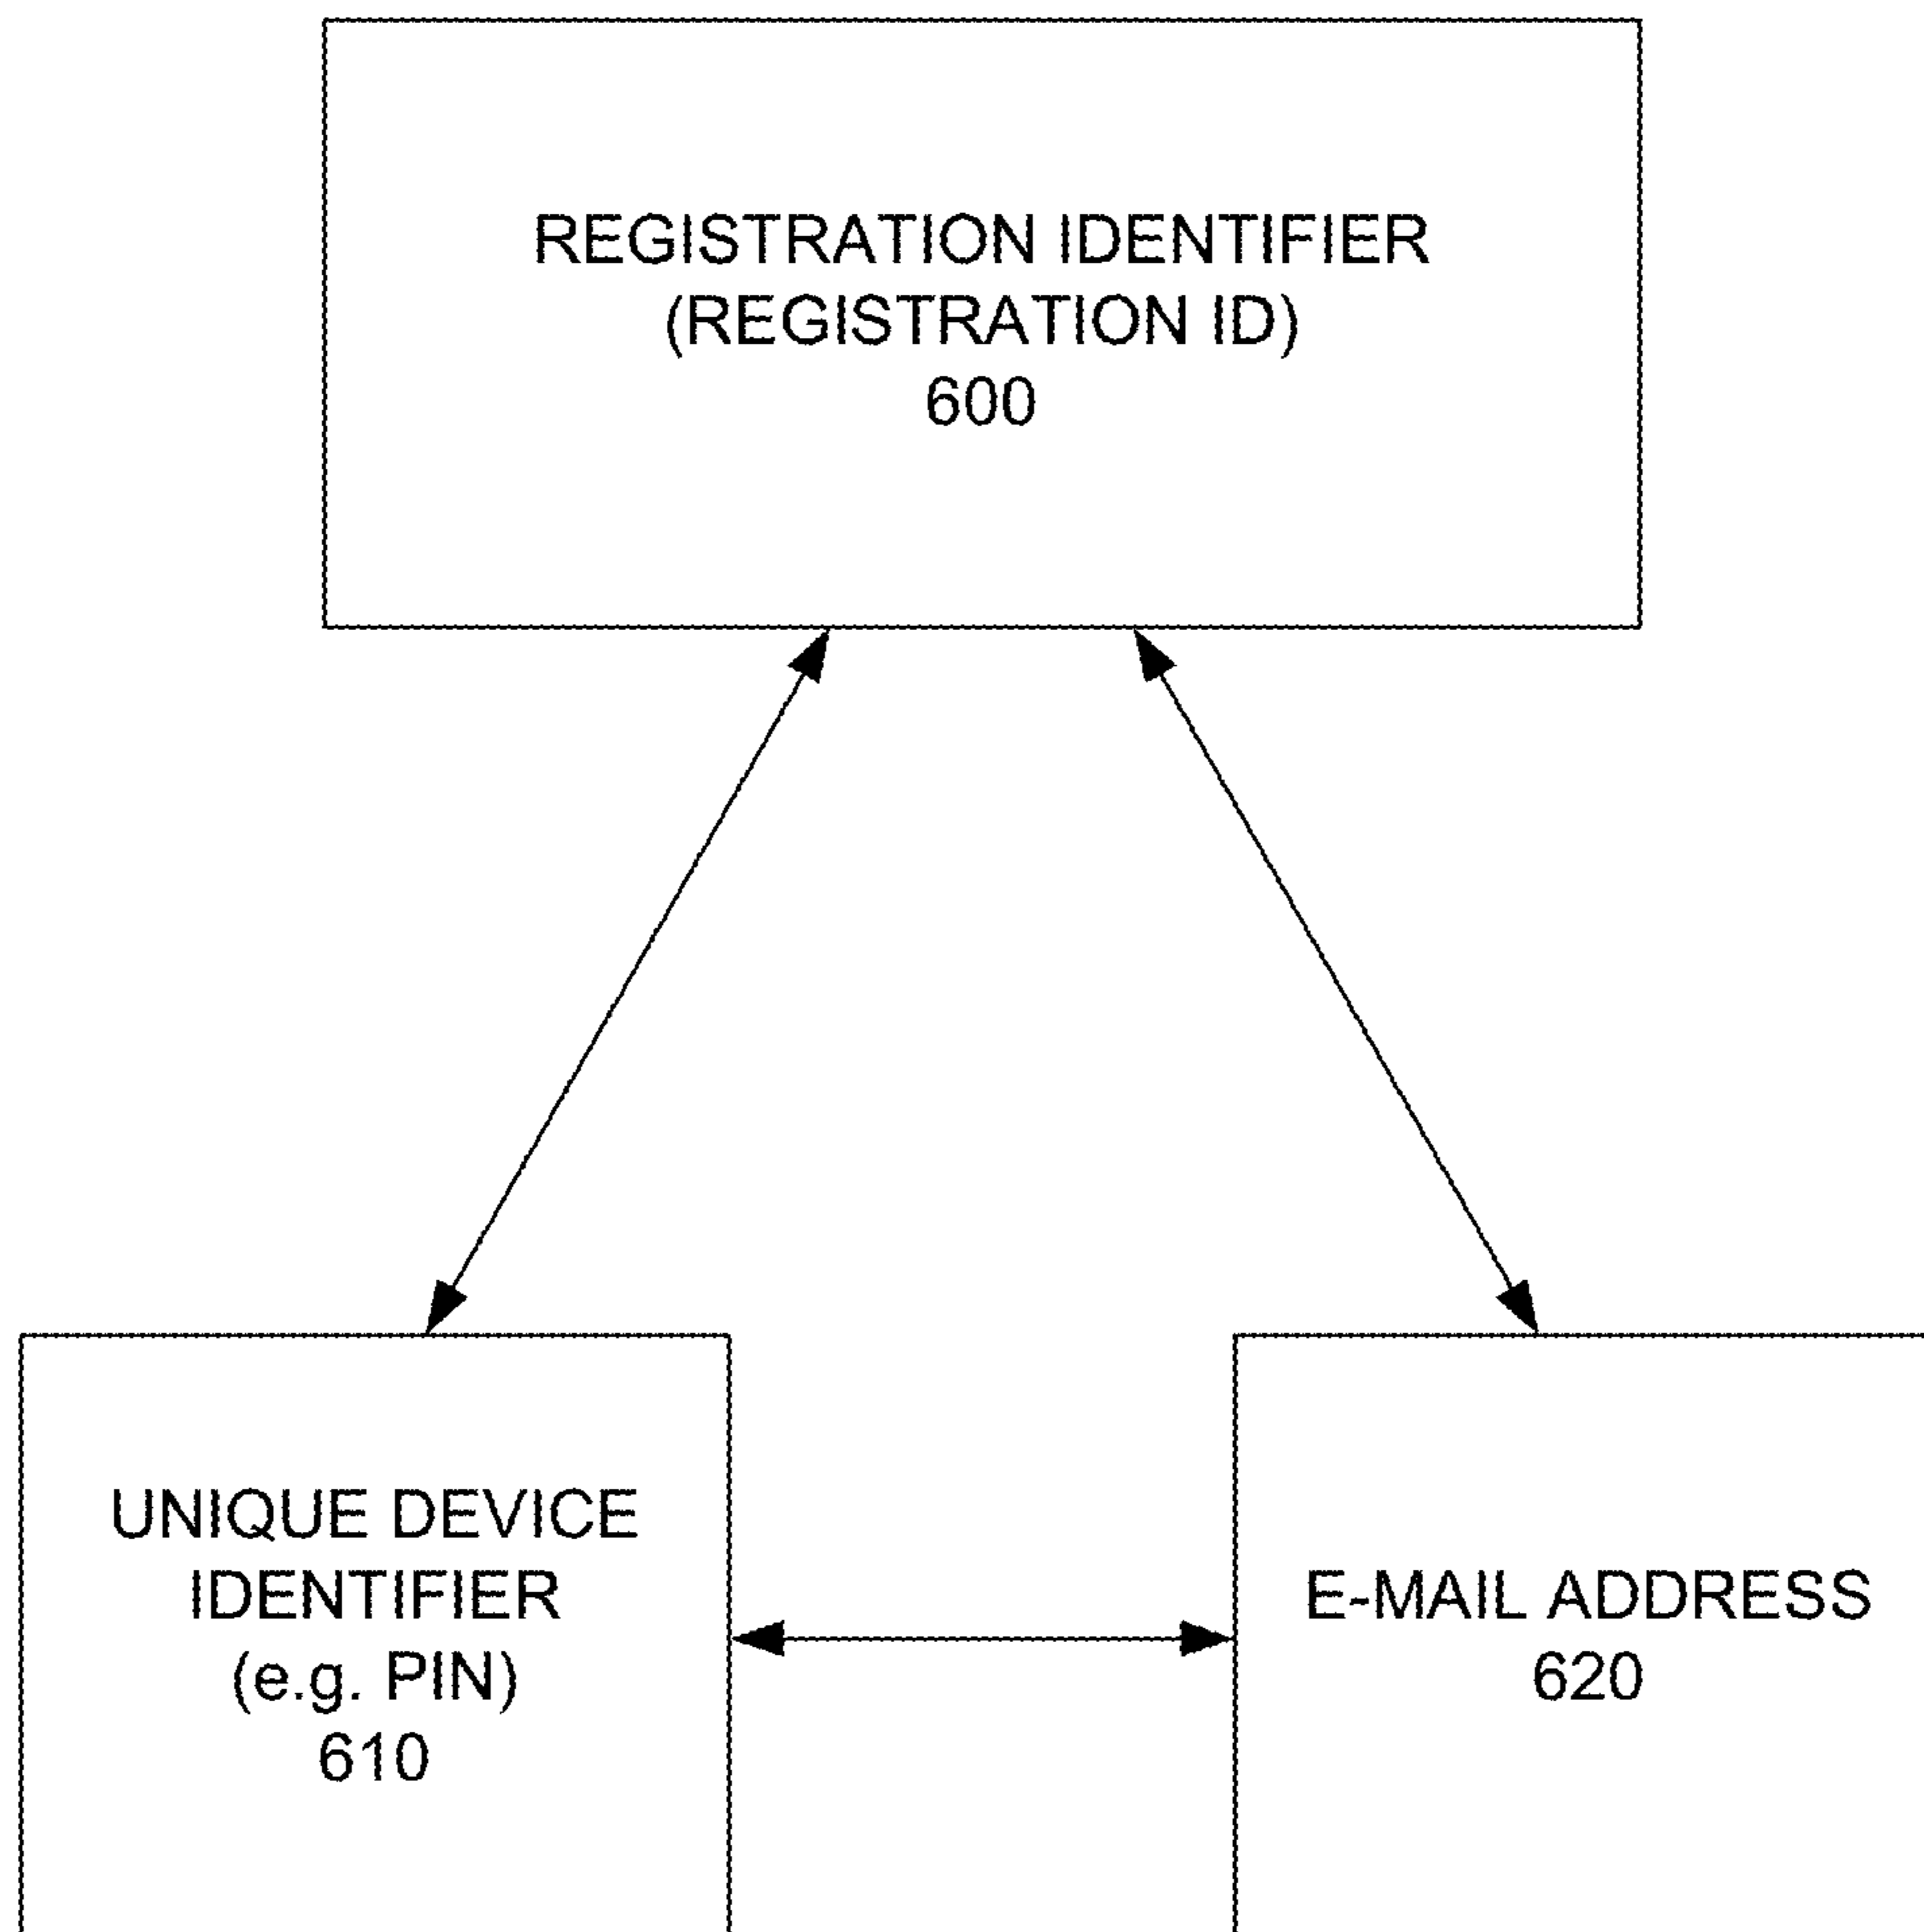 REGISTRATION IDENTIFIER
(REGISTRATION ID)
600
UNIQUE DEVICE
IDENTIFIER
(e.g. PIN)
610
E-MAIL ADDRESS
620